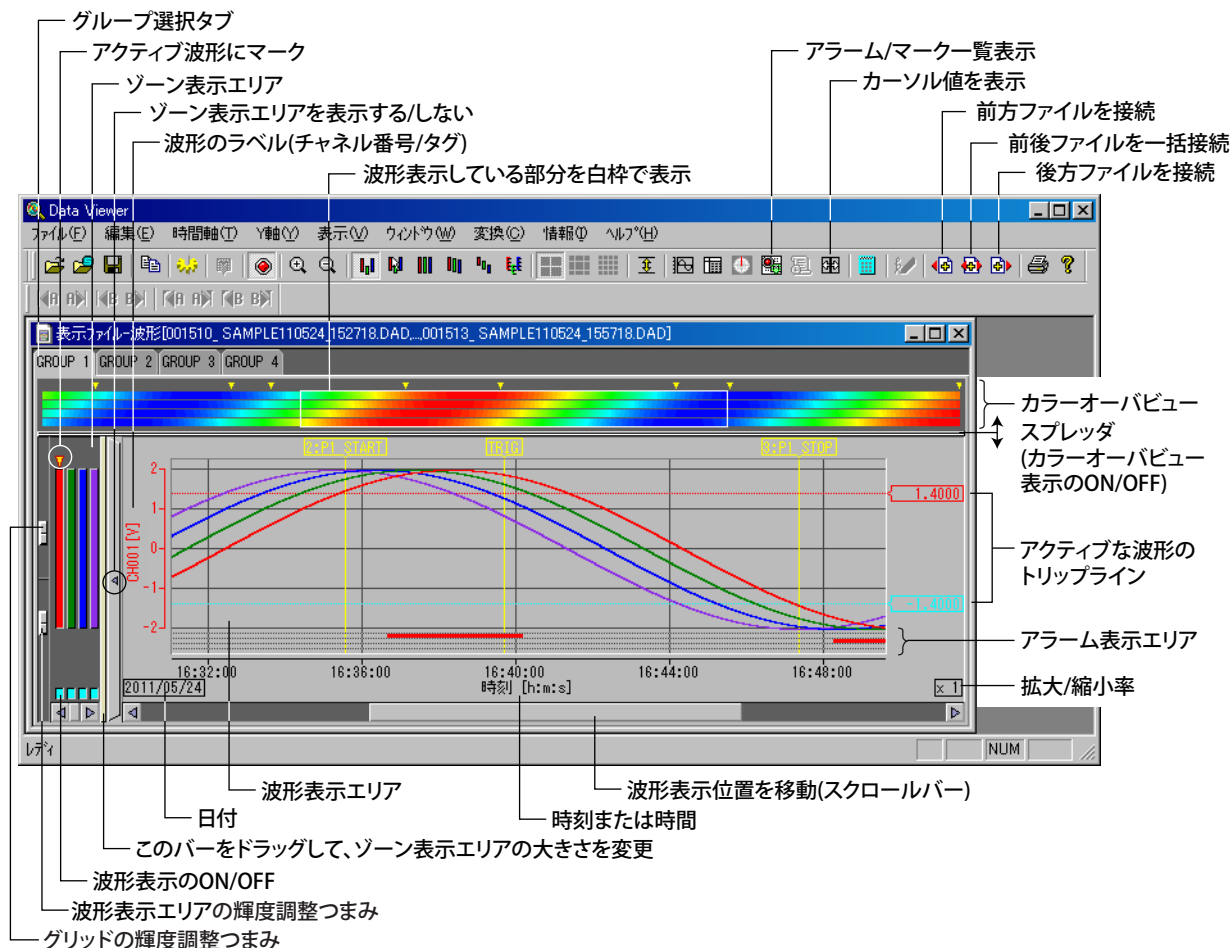 グループ選択タブ
アクティブ波形にマーク
ゾーン表示エリア
ゾーン表示エリアを表示する/しない
波形のラベル(チャネル番号/タグ)
波形表示している部分を白枠で表示
アラーム/マーク一覧表示
カーソル値を表示
前方ファイルを接続
前後ファイルを一括接続
後方ファイルを接続
Data Viewer
ファイル(F) 編集(E) 時間軸(T) Y軸(Y) 表示(V) ウィンドウ(W) 変換(C) 情報(I) ヘルプ(H)
表示ファイル-波形[001510_ SAMPLE110524_152718.DAD,...,001513_ SAMPLE110524_155718.DAD]
GROUP 1 GROUP 2 GROUP 3 GROUP 4
カラーオーバビュー
スプレッダ
(カラーオーバビュー
表示のON/OFF)
2:P1 START TRIG 3:P1 STOP
2
1
0
-1
-2
CH001 [V]
1.4000
-1.4000
アクティブな波形の
トリップライン
アラーム表示エリア
16:32:00 16:36:00 16:40:00 16:44:00 16:48:00
2011/05/24 時刻 [h:m:s] x 1
拡大/縮小率
レディ NUM
波形表示エリア
波形表示位置を移動(スクロールバー)
日付
時刻または時間
このバーをドラッグして、ゾーン表示エリアの大きさを変更
波形表示のON/OFF
波形表示エリアの輝度調整つまみ
グリッドの輝度調整つまみ